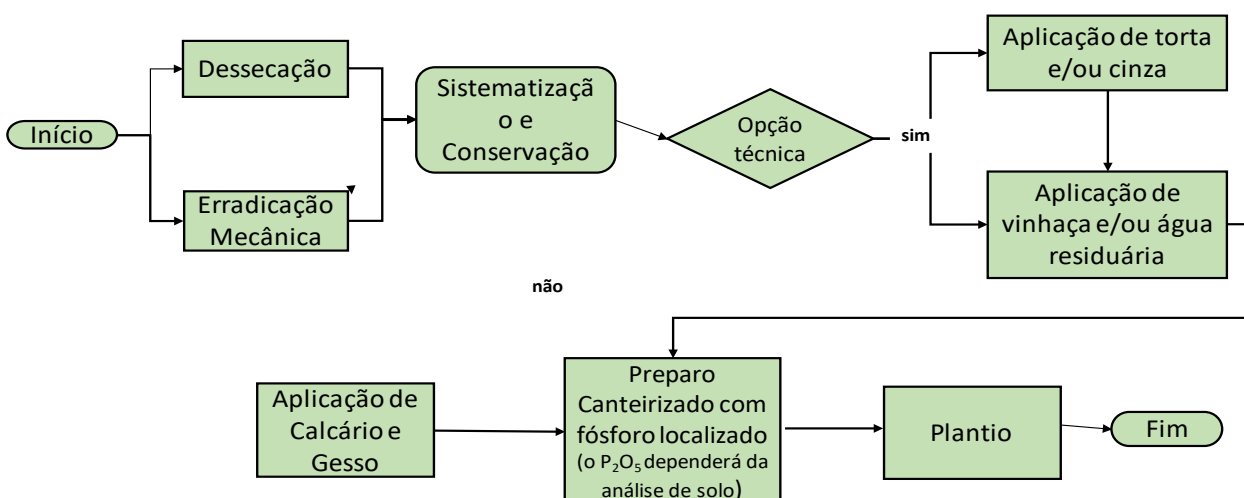 Início
Dessecação
Erradicação
Mecânica
Sistematizaçã
o e
Conservação
Opção
técnica
sim
Aplicação de torta
e/ou cinza
Aplicação de
vinhaça e/ou água
residuária
não
Aplicação de
Calcário e
Gesso
Preparo
Canteirizado com
fósforo localizado
(o P₂O₅ dependerá da
análise de solo)
Plantio
Fim